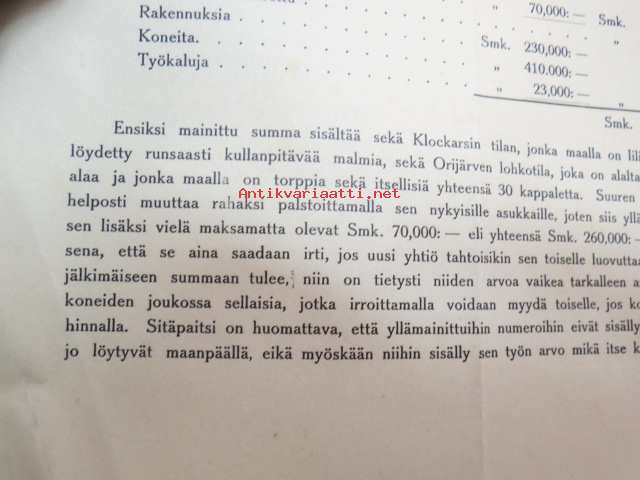 " 70,000: — Smk.
Rakennuksia . . . . . . . . . Smk. 230,000: — "
Koneita. . . . . . . . . . . " 410,000: —
Työkaluja . . . . . . . . . . " 23,000: — "
Smk.
Ensiksi mainittu summa sisältää sekä Klockarsin tilan, jonka maalla on
löydetty runsaasti kullanpitävää malmia, sekä Orijärven lohkotila, joka on
alaa ja jonka maalla on torppia sekä itsellisiä yhteensä 30 kappaletta. Suuren
Antikvariaatti.net
helposti muuttaa rahaksi palstoittamalla sen nykyisille asukkaille, joten siis
sen lisäksi vielä maksamatta olevat Smk. 70,000: — eli yhteensä Smk. 260,000: —
sena, että se aina saadaan irti, jos uusi yhtiö tahtoisikin sen toiselle
jälkimäiseen summaan tulee, niin on tietysti niiden arvoa vaikea tarkalleen
koneiden joukossa sellaisia, jotka irroittamalla voidaan myydä toiselle, jos
hinnalla. Sitäpaitsi on huomattava, että yllämainittuihin numeroihin eivät sisälly
jo löytyvät maanpäällä, eikä myöskään niihin sisälly sen työn arvo mikä itse